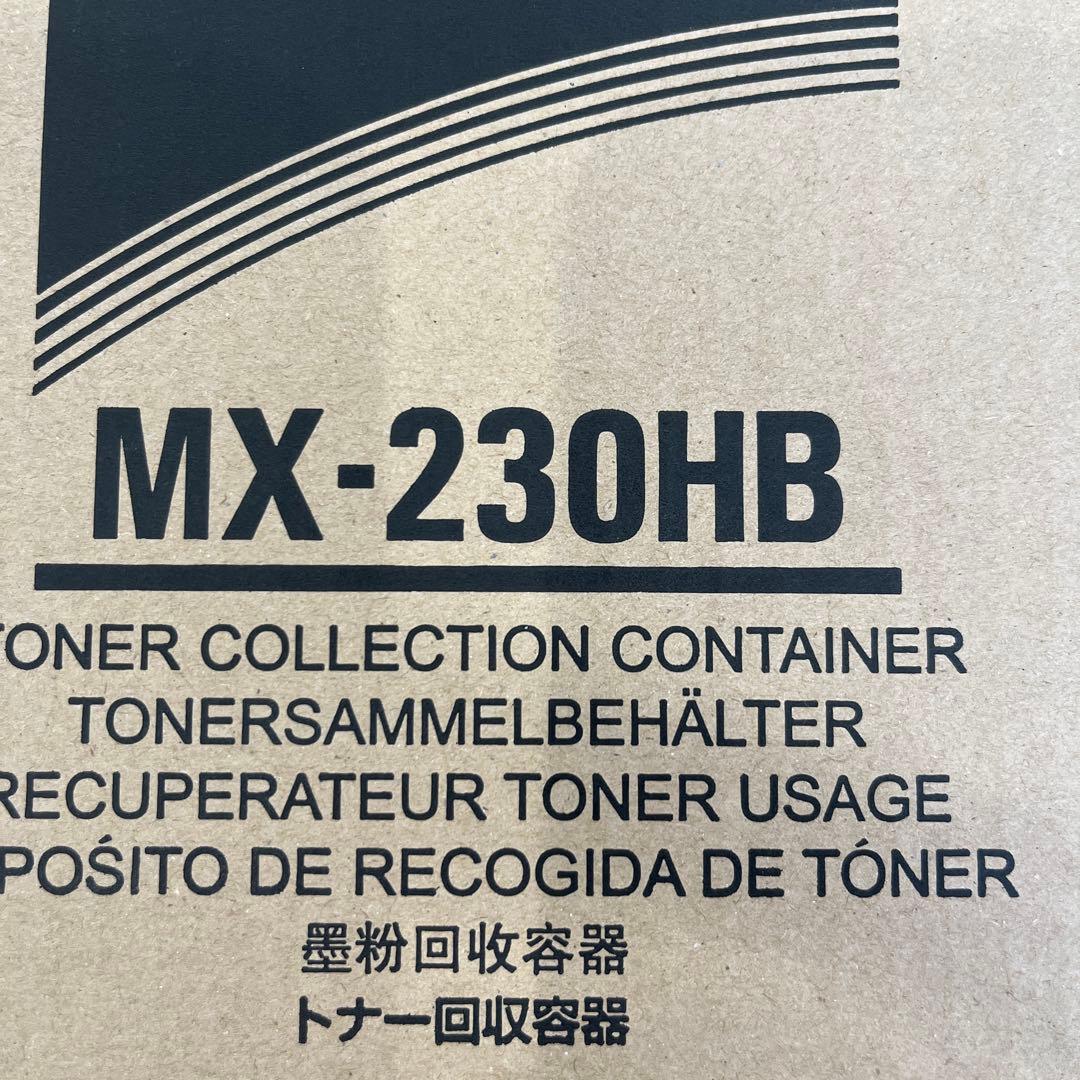 MX-230HB
TONER COLLECTION CONTAINER
TONERSAMMELBEHÄLTER
RECUPERATEUR TONER USAGE
POŚITO DE RECOGIDA DE TÓNER
墨粉回收容器
トナー回収容器